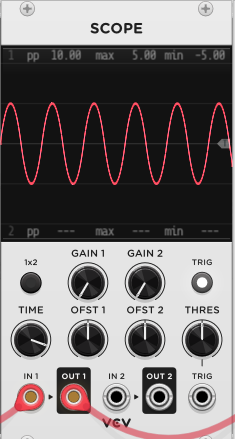 SCOPE
1 pp 10.00 max 5.00 min -5.00
2 pp --- max --- min ---
1x2 GAIN 1 GAIN 2 TRIG
TIME OFST 1 OFST 2 THRES
IN 1 OUT 1 IN 2 OUT 2 TRIG
VCV